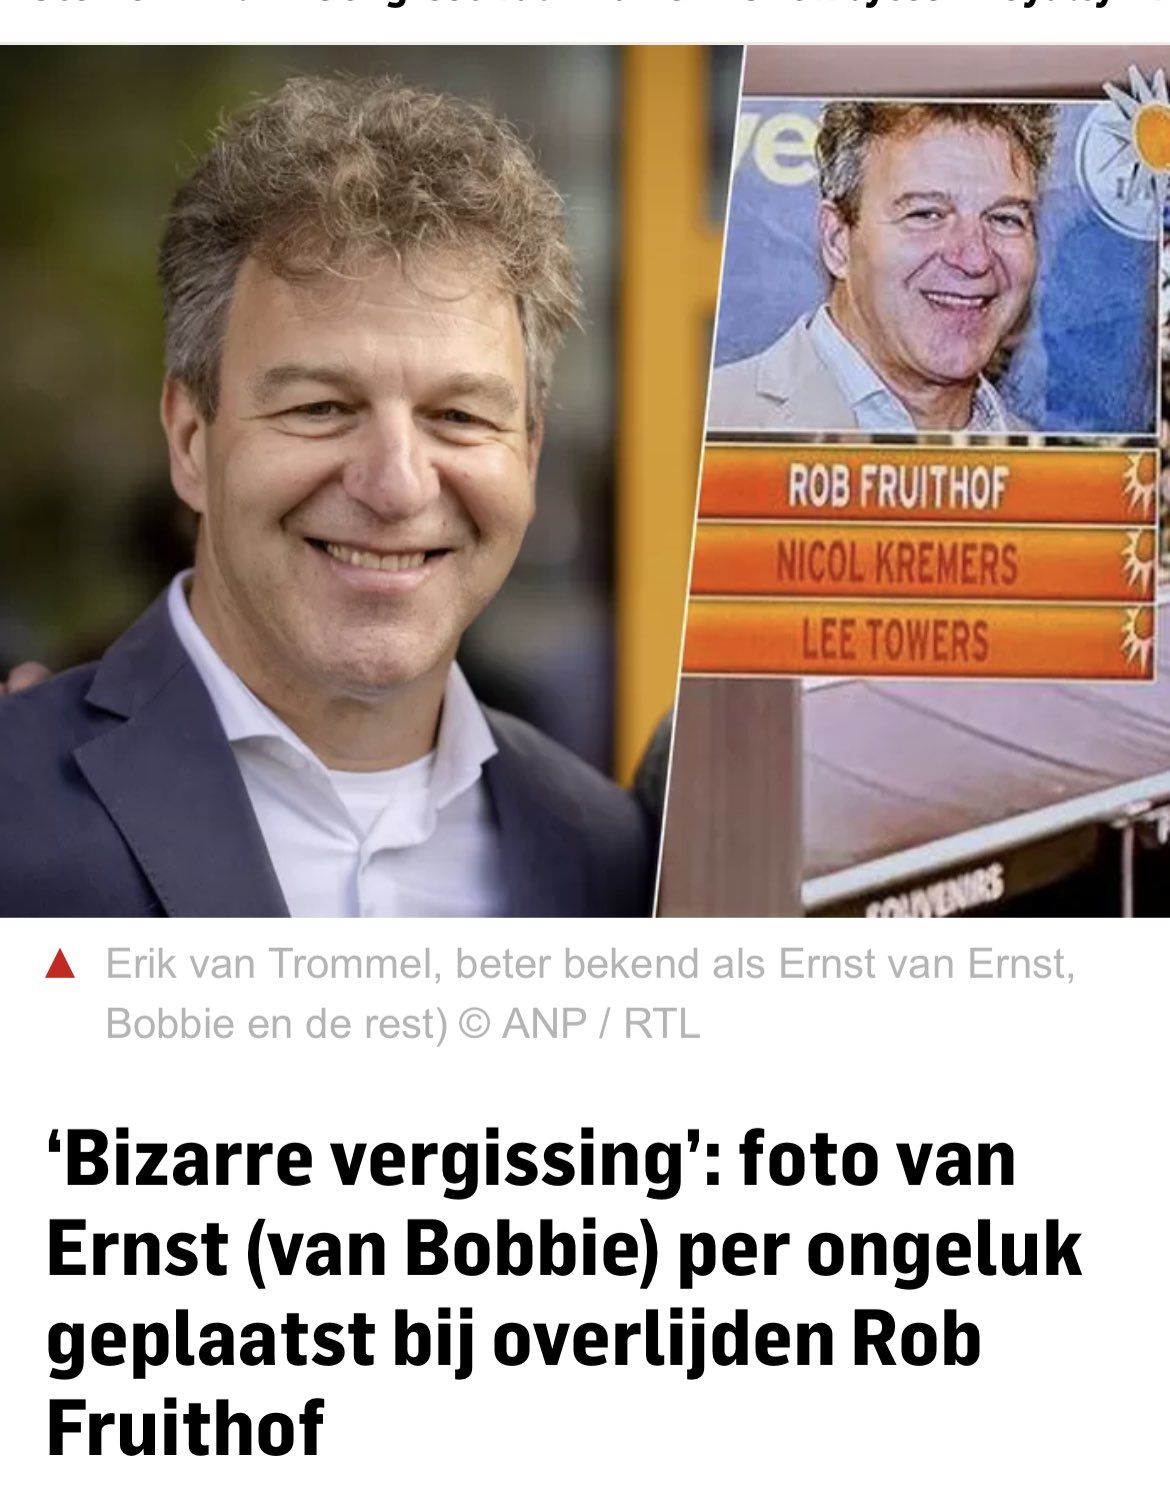 ve
ROB FRUITHOF
NICOL KREMERS
LEE TOWERS
SOUVENIRS
Erik van Trommel, beter bekend als Ernst van Ernst,
Bobbie en de rest) © ANP / RTL
‘Bizarre vergissing’: foto van
Ernst (van Bobbie) per ongeluk
geplaatst bij overlijden Rob
Fruithof